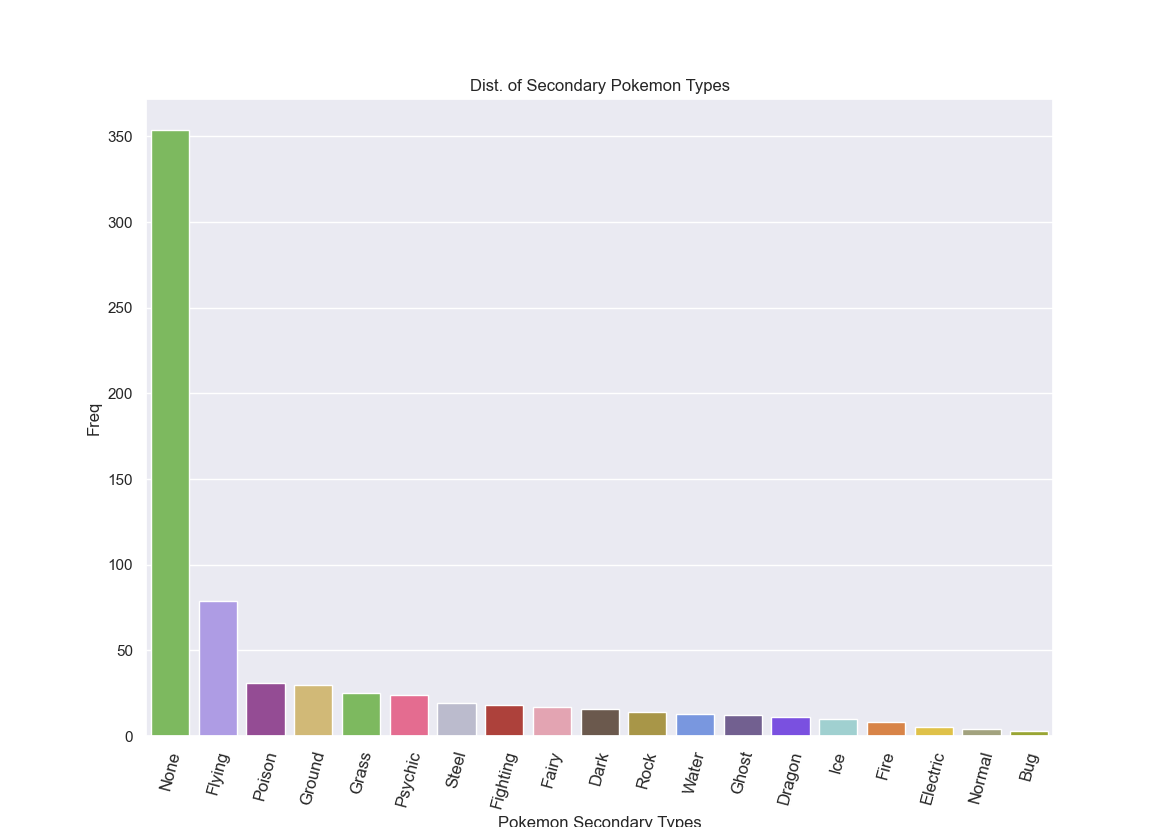 Dist. of Secondary Pokemon Types
350
300
250
200
150
100
50
0
Freq
None
Flying
Poison
Ground
Grass
Psychic
Steel
Fighting
Fairy
Dark
Rock
Water
Ghost
Dragon
Ice
Fire
Electric
Normal
Bug
Pokemon Secondary Types